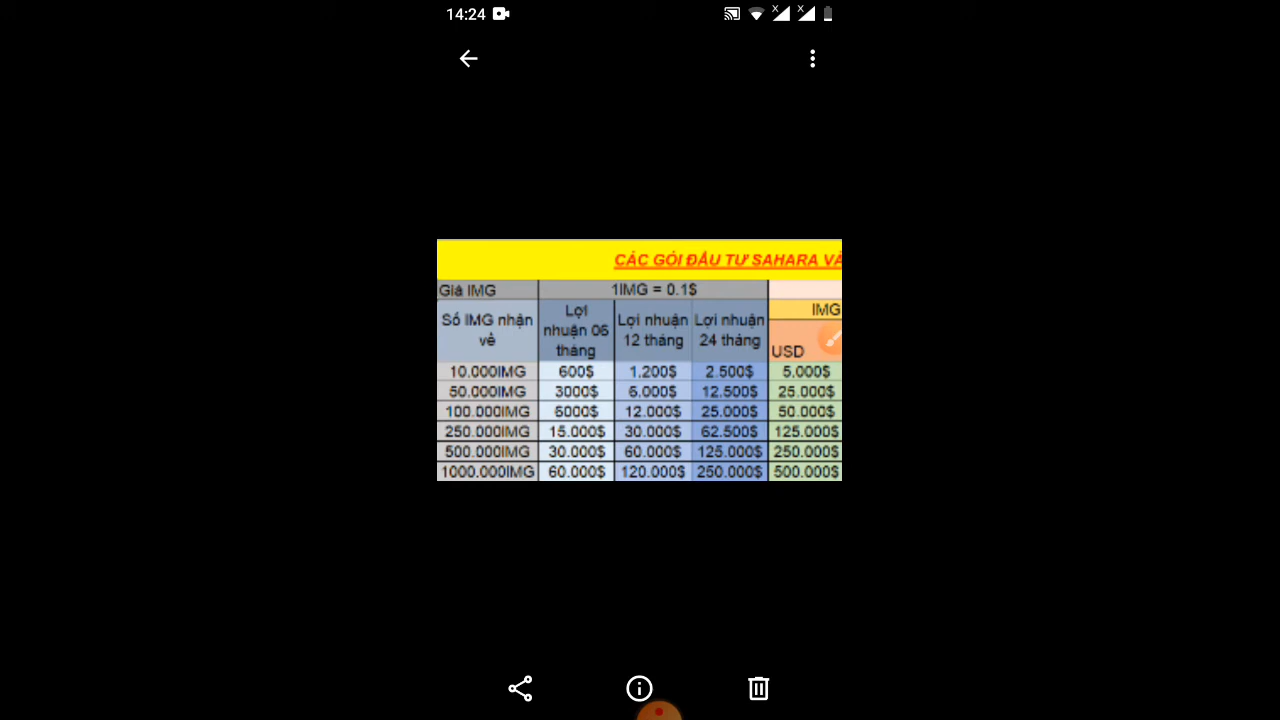 14:24
CÁC GÓI ĐẦU TƯ SAHARA VÀ
Giá IMG 1IMG = 0.1$
IMG
Số IMG nhận về Lợi nhuận 06 tháng Lợi nhuận 12 tháng Lợi nhuận 24 tháng USD
10.000IMG 600$ 1.200$ 2.500$ 5.000$
50.000IMG 3000$ 6.000$ 12.500$ 25.000$
100.000IMG 6000$ 12.000$ 25.000$ 50.000$
250.000IMG 15.000$ 30.000$ 62.500$ 125.000$
500.000IMG 30.000$ 60.000$ 125.000$ 250.000$
1000.000IMG 60.000$ 120.000$ 250.000$ 500.000$